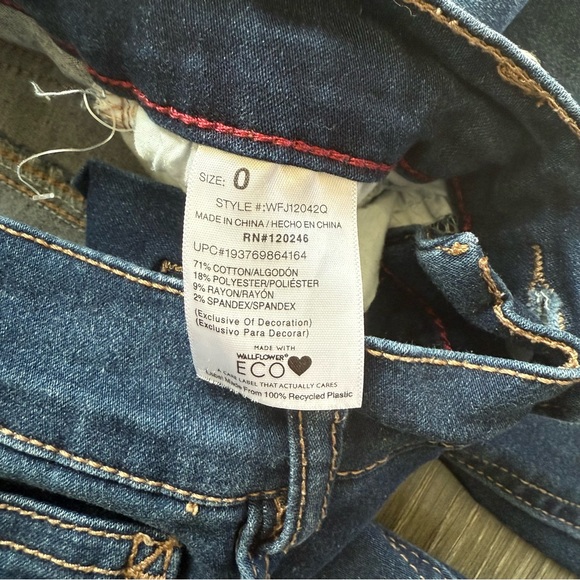 SIZE: 0
STYLE #:WFJ12042Q
MADE IN CHINA / HECHO EN CHINA
RN#120246
UPC#193769864164
71% COTTON/ALGODÓN
18% POLYESTER/POLIÉSTER
9% RAYON/RAYÓN
2% SPANDEX/SPANDEX
(Exclusive Of Decoration)
(Exclusivo Para Decorar)
MADE WITH
WALLFLOWER®
ECO
A CARE LABEL THAT ACTUALLY CARES
Label Made From 100% Recycled Plastic